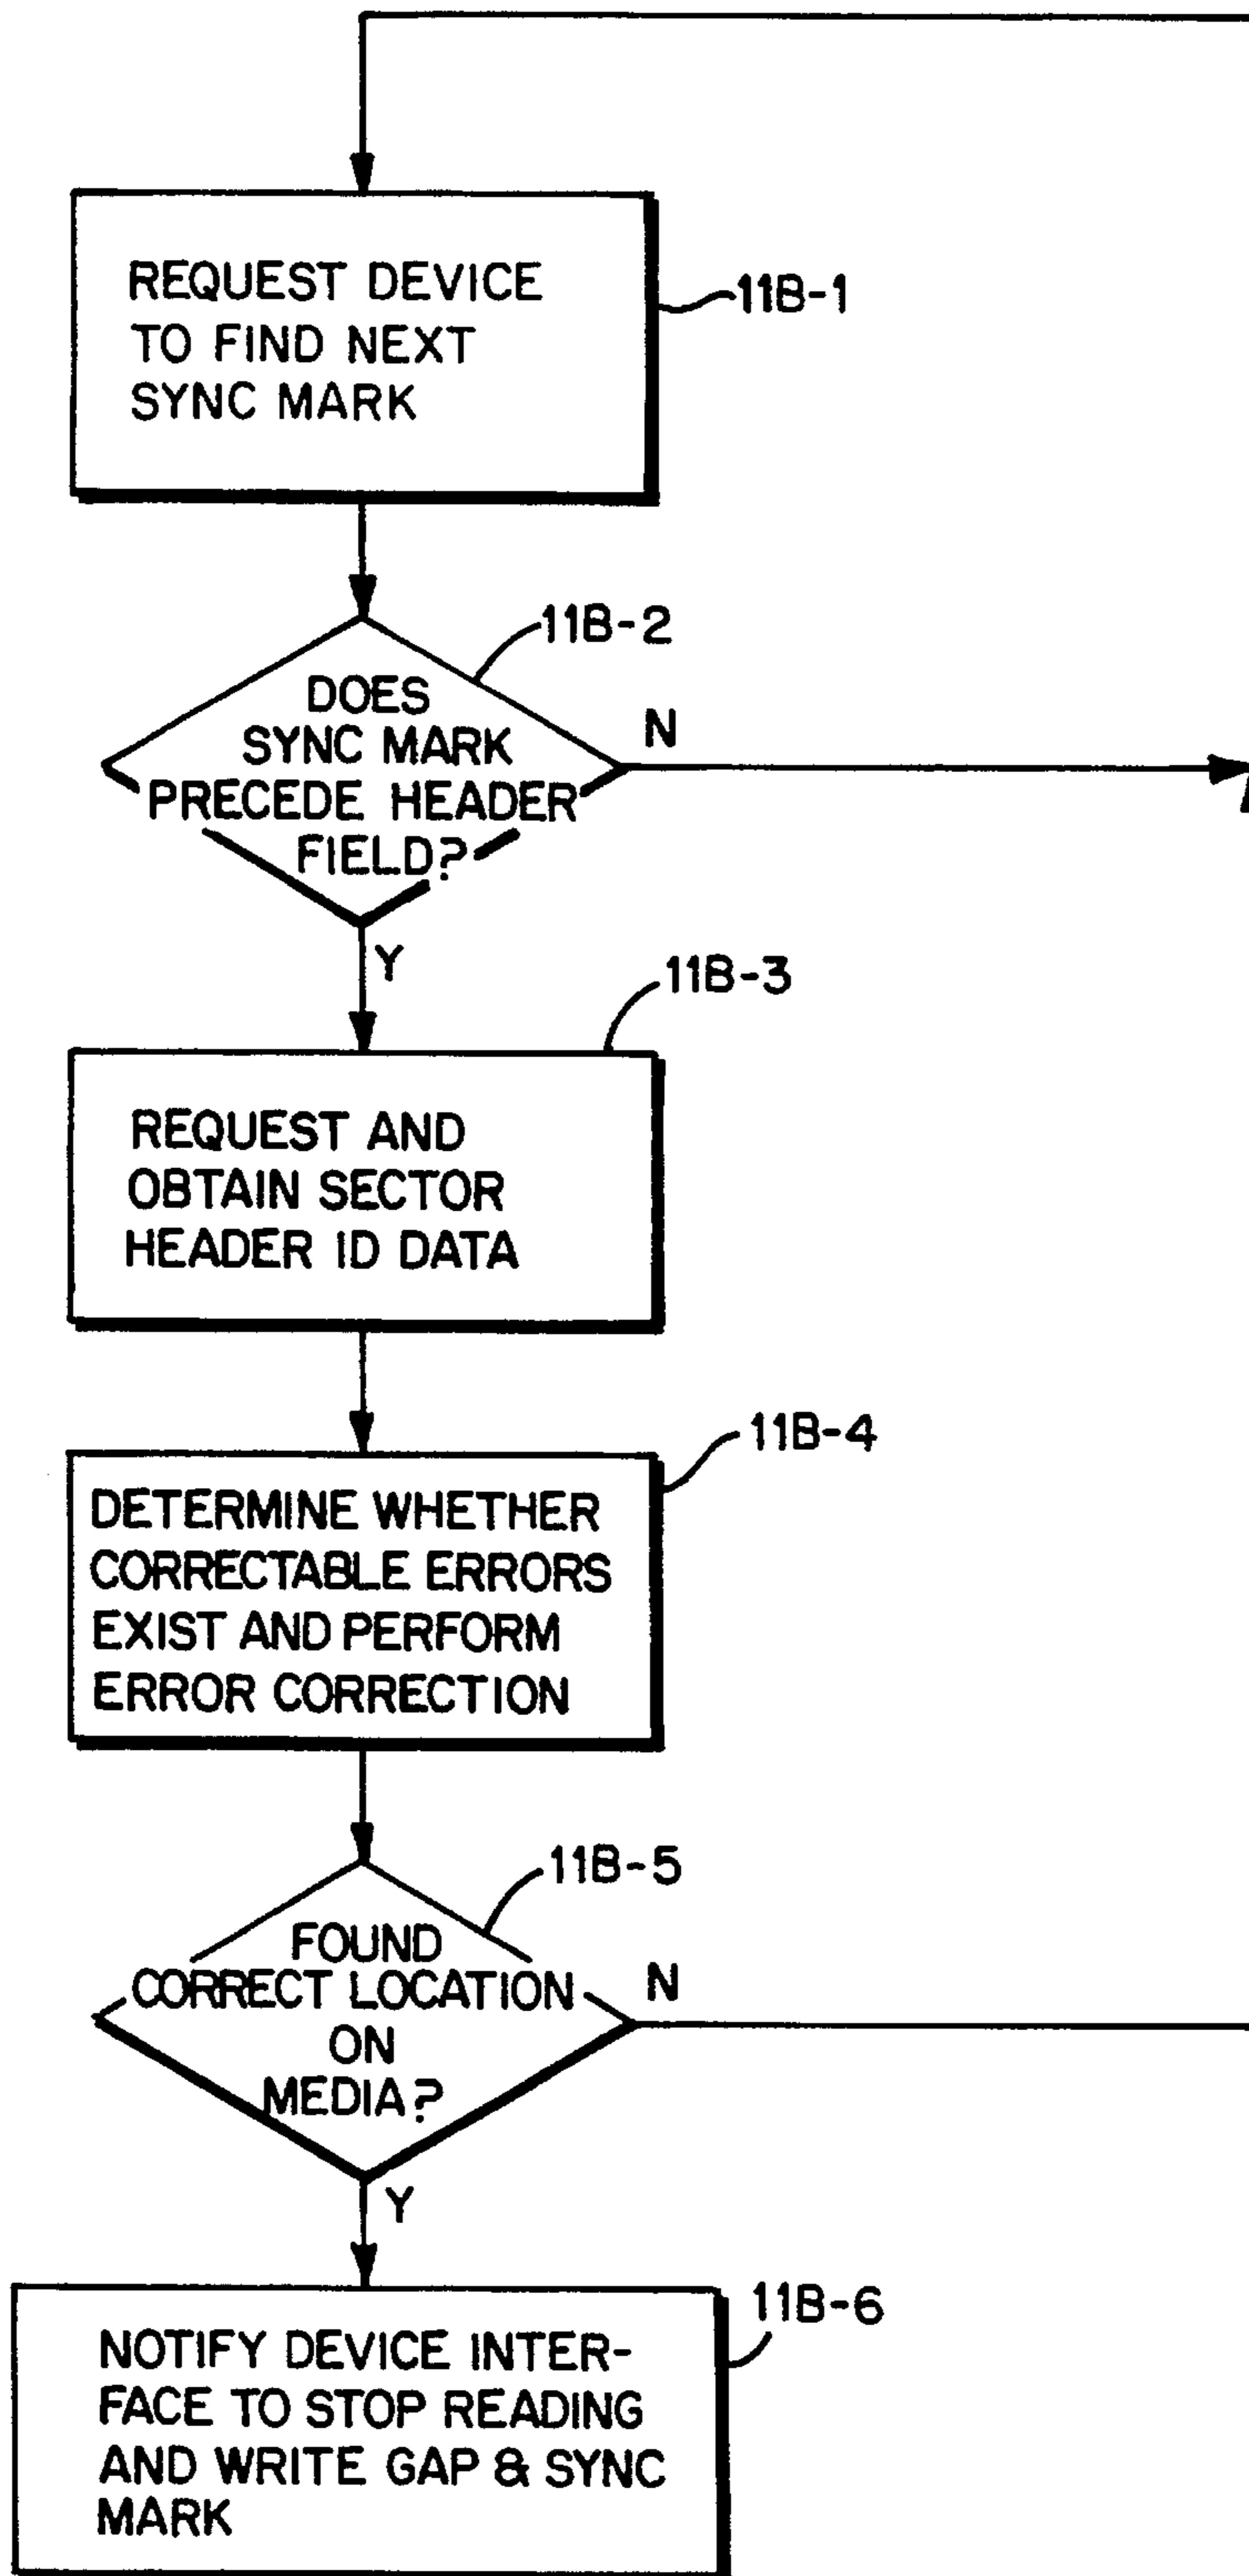 REQUEST DEVICE
TO FIND NEXT
SYNC MARK
11B-1
11B-2
DOES
SYNC MARK
PRECEDE HEADER
FIELD?
N
Y
11B-3
REQUEST AND
OBTAIN SECTOR
HEADER ID DATA
11B-4
DETERMINE WHETHER
CORRECTABLE ERRORS
EXIST AND PERFORM
ERROR CORRECTION
11B-5
FOUND
CORRECT LOCATION
ON
MEDIA?
N
Y
11B-6
NOTIFY DEVICE INTER-
FACE TO STOP READING
AND WRITE GAP & SYNC
MARK